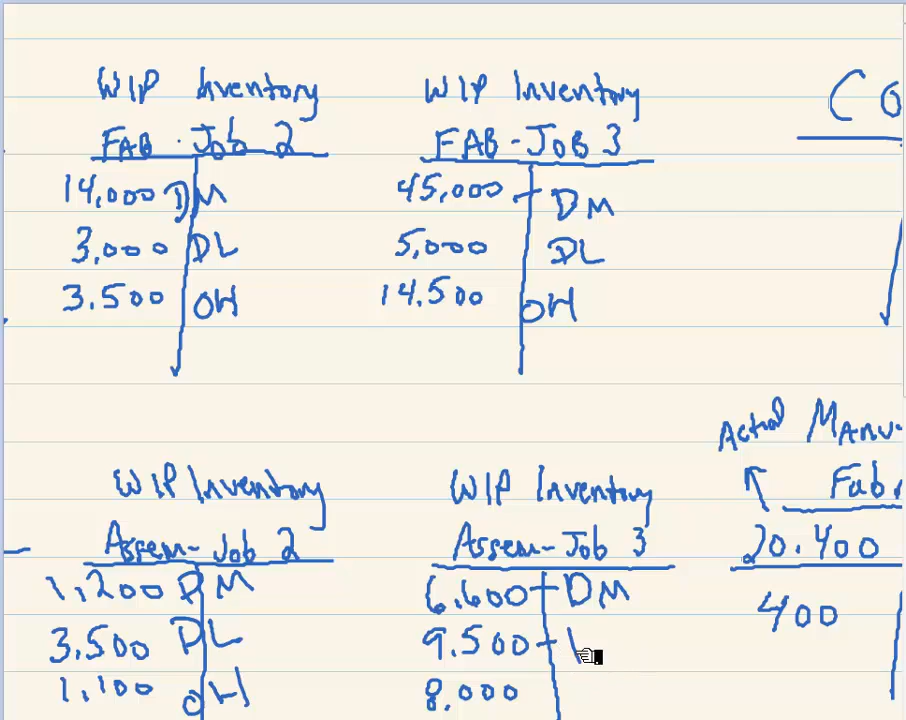 WIP Inventory
FAB - Job 2
14,000 DM
3,000 DL
3.500 OH
WIP Inventory
FAB - JOB 3
45,000 DM
5,000 DL
14.500 OH
CO
WIP Inventory
Assem- Job 2
1,200 DM
3,500 DL
1,100 OH
WIP Inventory
Assem- Job 3
6.600 DM
9.500
8,000
Actual Manu
Fab
20.400
400